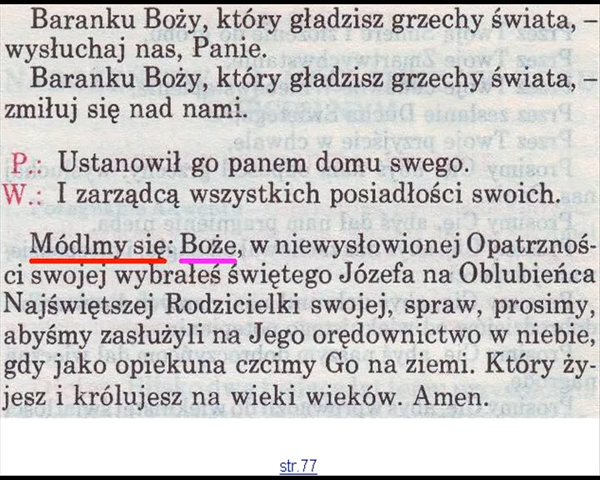 Baranku Boży, który gładzisz grzechy świata, –
wysłuchaj nas, Panie.
Baranku Boży, który gładzisz grzechy świata, –
zmiłuj się nad nami.
P.: Ustanowił go panem domu swego.
W.: I zarządcą wszystkich posiadłości swoich.
Módlmy się: Boże, w niewysłowionej Opatrznoś-
ci swojej wybrałeś świętego Józefa na Oblubieńca
Najświętszej Rodzicielki swojej, spraw, prosimy,
abyśmy zasłużyli na Jego orędownictwo w niebie,
gdy jako opiekuna czcimy Go na ziemi. Który ży-
jesz i królujesz na wieki wieków. Amen.
str.77